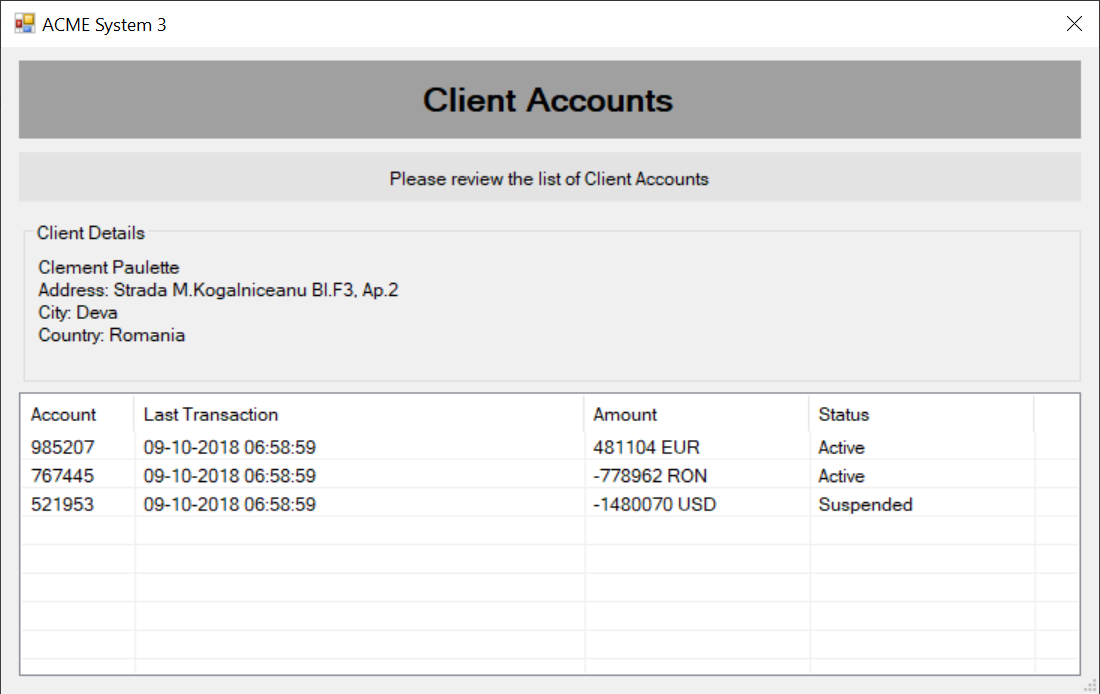 ACME System 3
Client Accounts
Please review the list of Client Accounts
Client Details
Clement Paulette
Address: Strada M.Kogalniceanu Bl.F3, Ap.2
City: Deva
Country: Romania
Account Last Transaction Amount Status
985207 09-10-2018 06:58:59 481104 EUR Active
767445 09-10-2018 06:58:59 -778962 RON Active
521953 09-10-2018 06:58:59 -1480070 USD Suspended